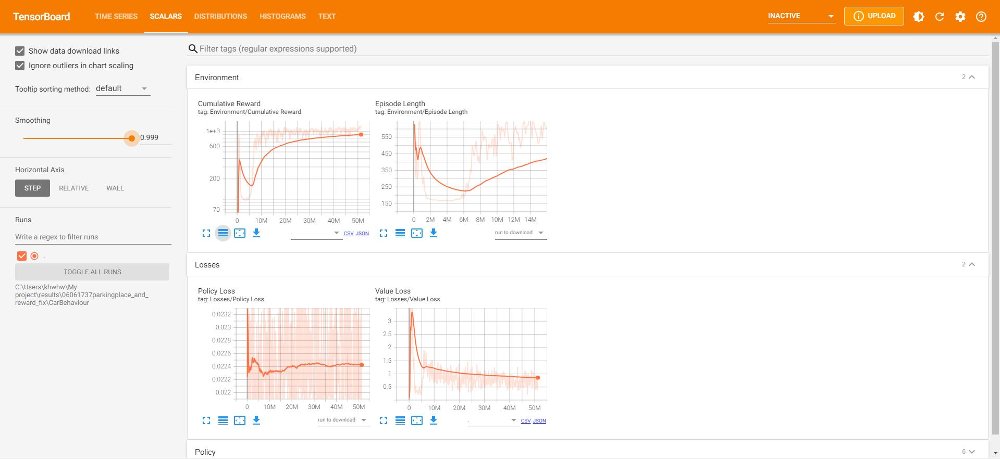 TensorBoard
TIME SERIES
SCALARS
DISTRIBUTIONS
HISTOGRAMS
TEXT
INACTIVE
UPLOAD
Show data download links
Ignore outliers in chart scaling
Tooltip sorting method: default
Smoothing
0.999
Horizontal Axis
STEP
RELATIVE
WALL
Runs
Write a regex to filter runs
.
TOGGLE ALL RUNS
C:\Users\khwhw\My
project\results\06061737parkingplace_and_
reward_fix\CarBehaviour
Filter tags (regular expressions supported)
Environment
2
Cumulative Reward
tag: Environment/Cumulative Reward
1e+3
600
200
70
0 10M 20M 30M 40M 50M
.
CSV JSON
Episode Length
tag: Environment/Episode Length
550
450
350
250
150
0 2M 4M 6M 8M 10M 12M 14M
run to download
Losses
2
Policy Loss
tag: Losses/Policy Loss
0.0232
0.023
0.0228
0.0226
0.0224
0.0222
0.022
0 10M 20M 30M 40M 50M
run to download
Value Loss
tag: Losses/Value Loss
3
2.5
2
1.5
1
0.5
0 10M 20M 30M 40M 50M
.
CSV JSON
Policy
6